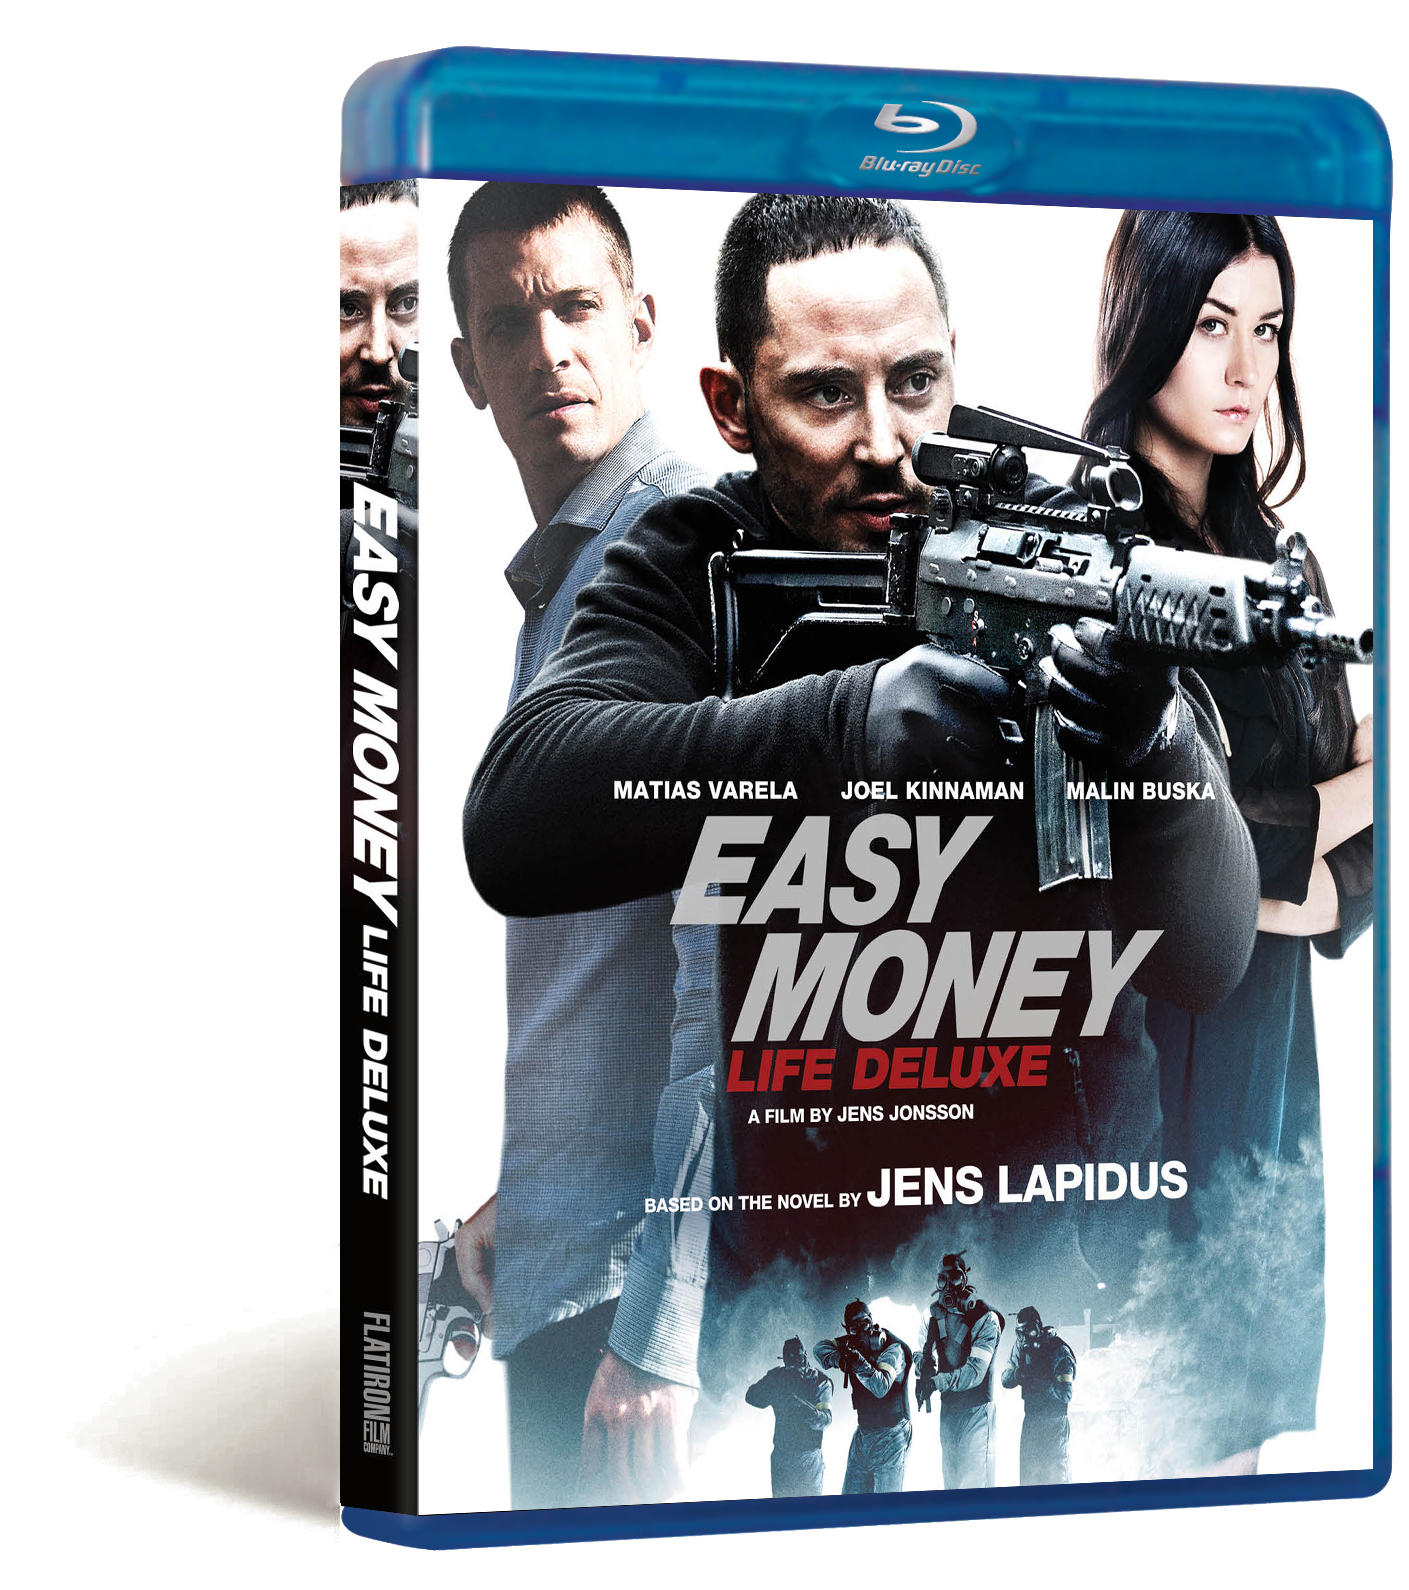 Blu-ray Disc
MATIAS VARELA JOEL KINNAMAN MALIN BUSKA
EASY
MONEY
LIFE DELUXE
A FILM BY JENS JONSSON
BASED ON THE NOVEL BY JENS LAPIDUS
EASY MONEY LIFE DELUXE
FLATIRON
FILM
COMPANY